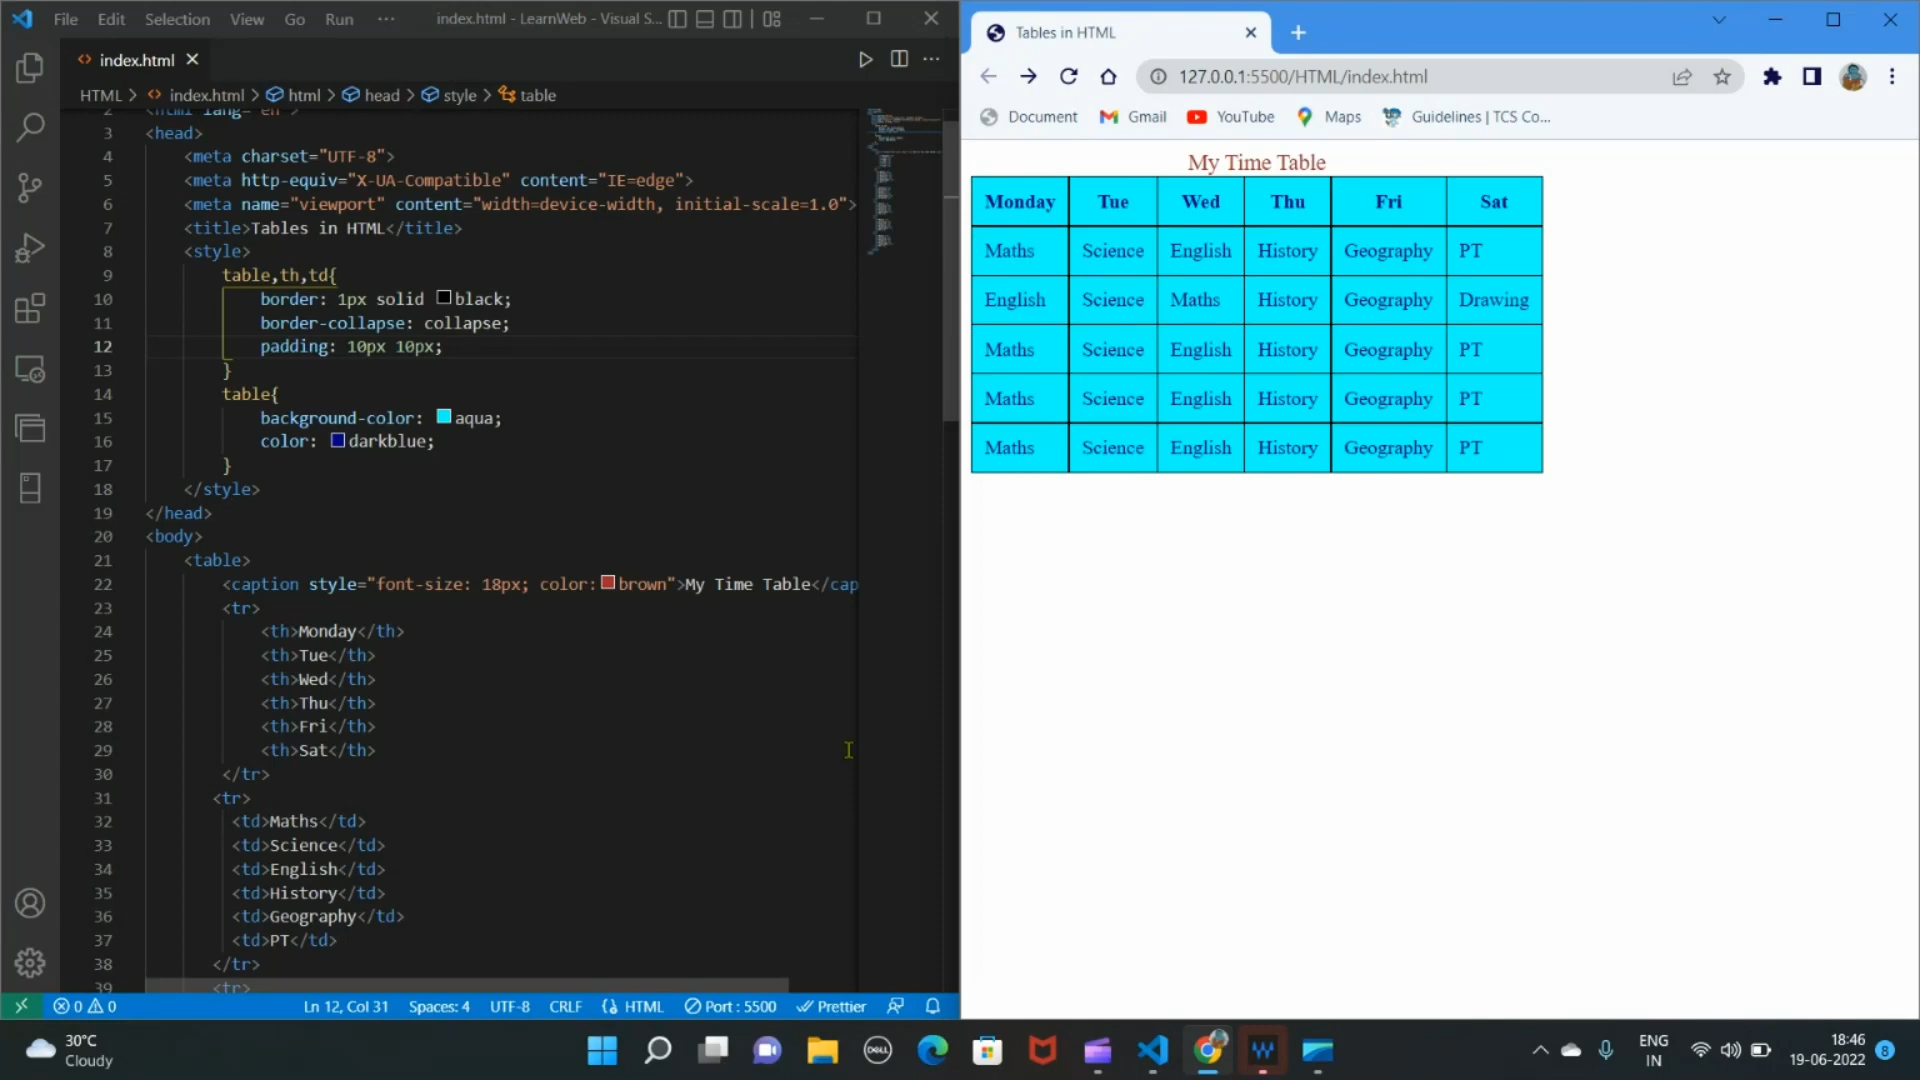 File Edit Selection View Go Run ··· index.html - LearnWeb - Visual S...
index.html
HTML > index.html > html > head > style > table
2 <html lang="en">
3 <head>
4 <meta charset="UTF-8">
5 <meta http-equiv="X-UA-Compatible" content="IE=edge">
6 <meta name="viewport" content="width=device-width, initial-scale=1.0">
7 <title>Tables in HTML</title>
8 <style>
9 table,th,td{
10 border: 1px solid black;
11 border-collapse: collapse;
12 padding: 10px 10px;
13 }
14 table{
15 background-color: aqua;
16 color: darkblue;
17 }
18 </style>
19 </head>
20 <body>
21 <table>
22 <caption style="font-size: 18px; color: brown">My Time Table</cap
23 <tr>
24 <th>Monday</th>
25 <th>Tue</th>
26 <th>Wed</th>
27 <th>Thu</th>
28 <th>Fri</th>
29 <th>Sat</th>
30 </tr>
31 <tr>
32 <td>Maths</td>
33 <td>Science</td>
34 <td>English</td>
35 <td>History</td>
36 <td>Geography</td>
37 <td>PT</td>
38 </tr>
39 <tr>
0 0 Ln 12, Col 31 Spaces: 4 UTF-8 CRLF HTML Port : 5500 Prettier
Tables in HTML
127.0.0.1:5500/HTML/index.html
Document Gmail YouTube Maps Guidelines | TCS Co...
My Time Table
Monday Tue Wed Thu Fri Sat
Maths Science English History Geography PT
English Science Maths History Geography Drawing
Maths Science English History Geography PT
Maths Science English History Geography PT
Maths Science English History Geography PT
30°C
Cloudy
DELL
ENG
IN
18:46
19-06-2022
8